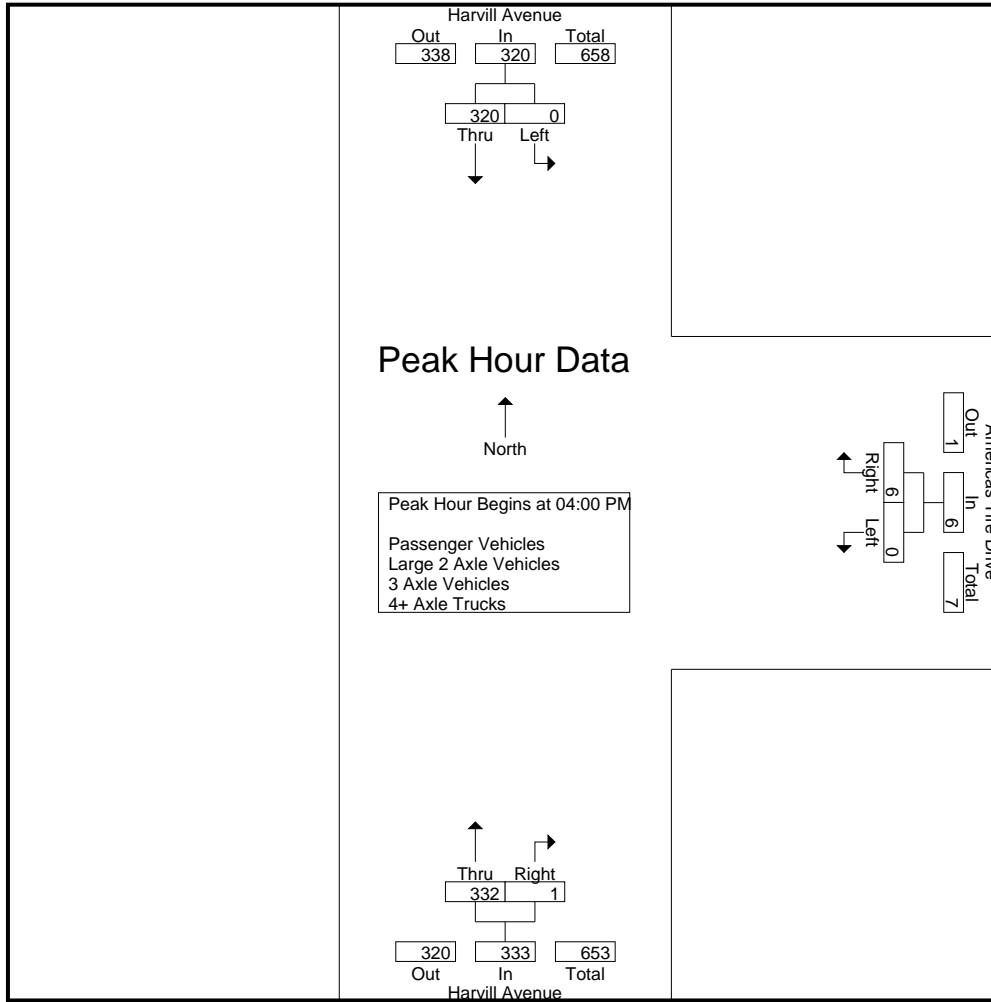 Harvill Avenue
Out In Total
338 320 658
320 0
Thru Left
Peak Hour Data
North
Peak Hour Begins at 04:00 PM
Passenger Vehicles
Large 2 Axle Vehicles
3 Axle Vehicles
4+ Axle Trucks
Americas Tire Drive
Out In Total
1 6 7
6 0
Right Left
Thru Right
332 1
320 333 653
Out In Total
Harvill Avenue